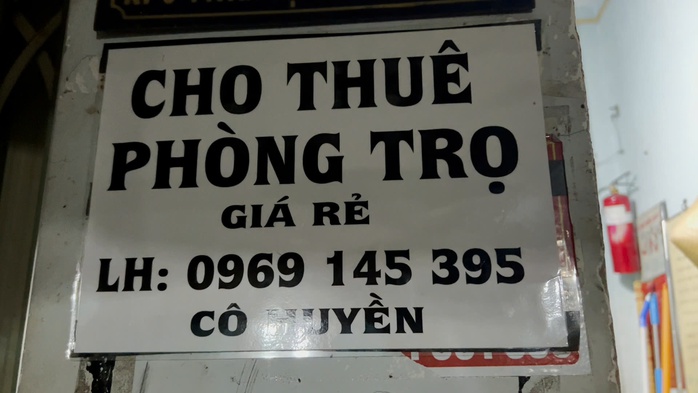 CHO THUÊ
PHÒNG TRỌ
GIÁ RẺ
LH: 0969 145 395
CÔ HUYỀN